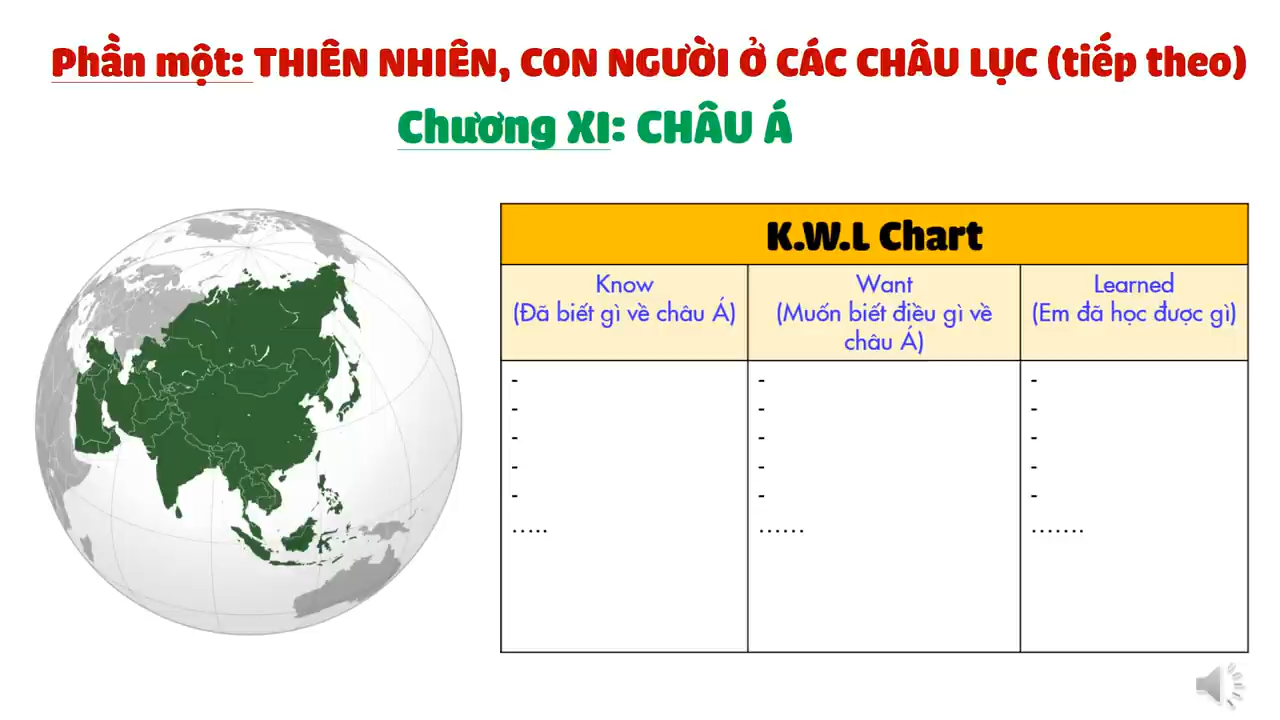 Phần một: THIÊN NHIÊN, CON NGƯỜI Ở CÁC CHÂU LỤC (tiếp theo)
Chương XI: CHÂU Á
K.W.L Chart
Know
(Đã biết gì về châu Á)
Want
(Muốn biết điều gì về
châu Á)
Learned
(Em đã học được gì)
-
-
-
-
-
.....
-
-
-
-
-
......
-
-
-
-
-
.......